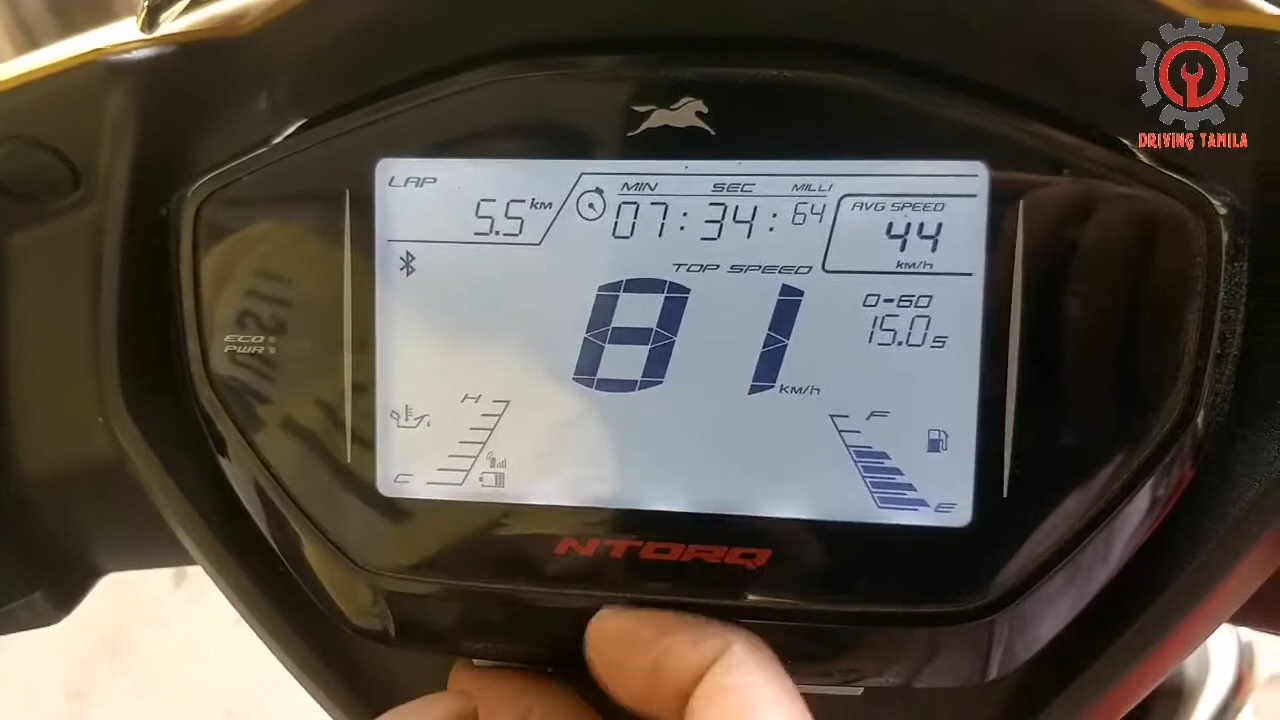 DRIVING TAMILA
LAP
5.5 KM
MIN SEC MILLI
07:34:64
AVG SPEED
44
km/h
TOP SPEED
81 KM/h
0-60
15.0s
ECO
PWR
H
C
F
E
NTORQ